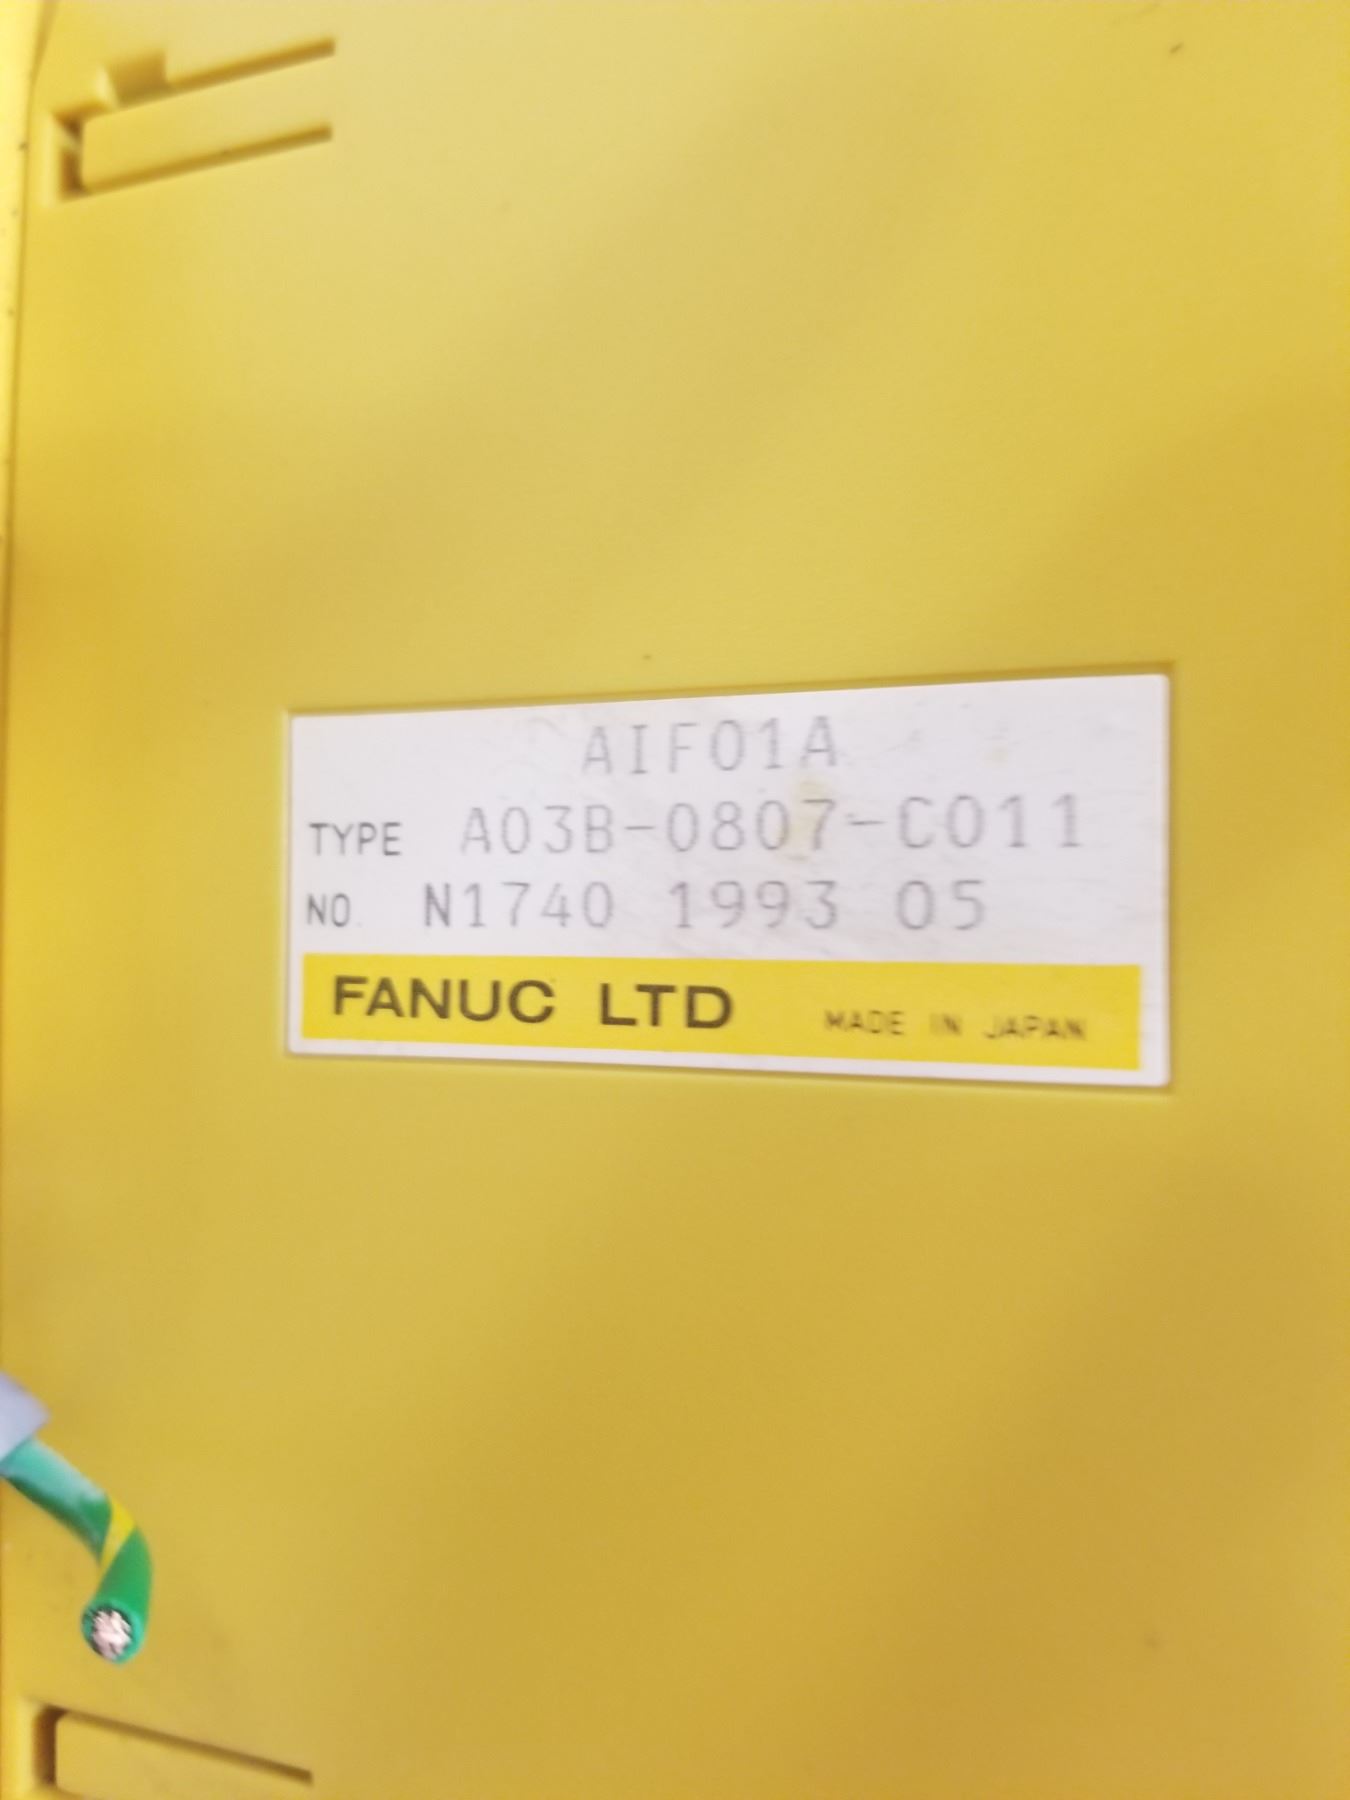 AIF01A
TYPE A03B-0807-C011
NO. N1740 1993 05
FANUC LTD MADE IN JAPAN